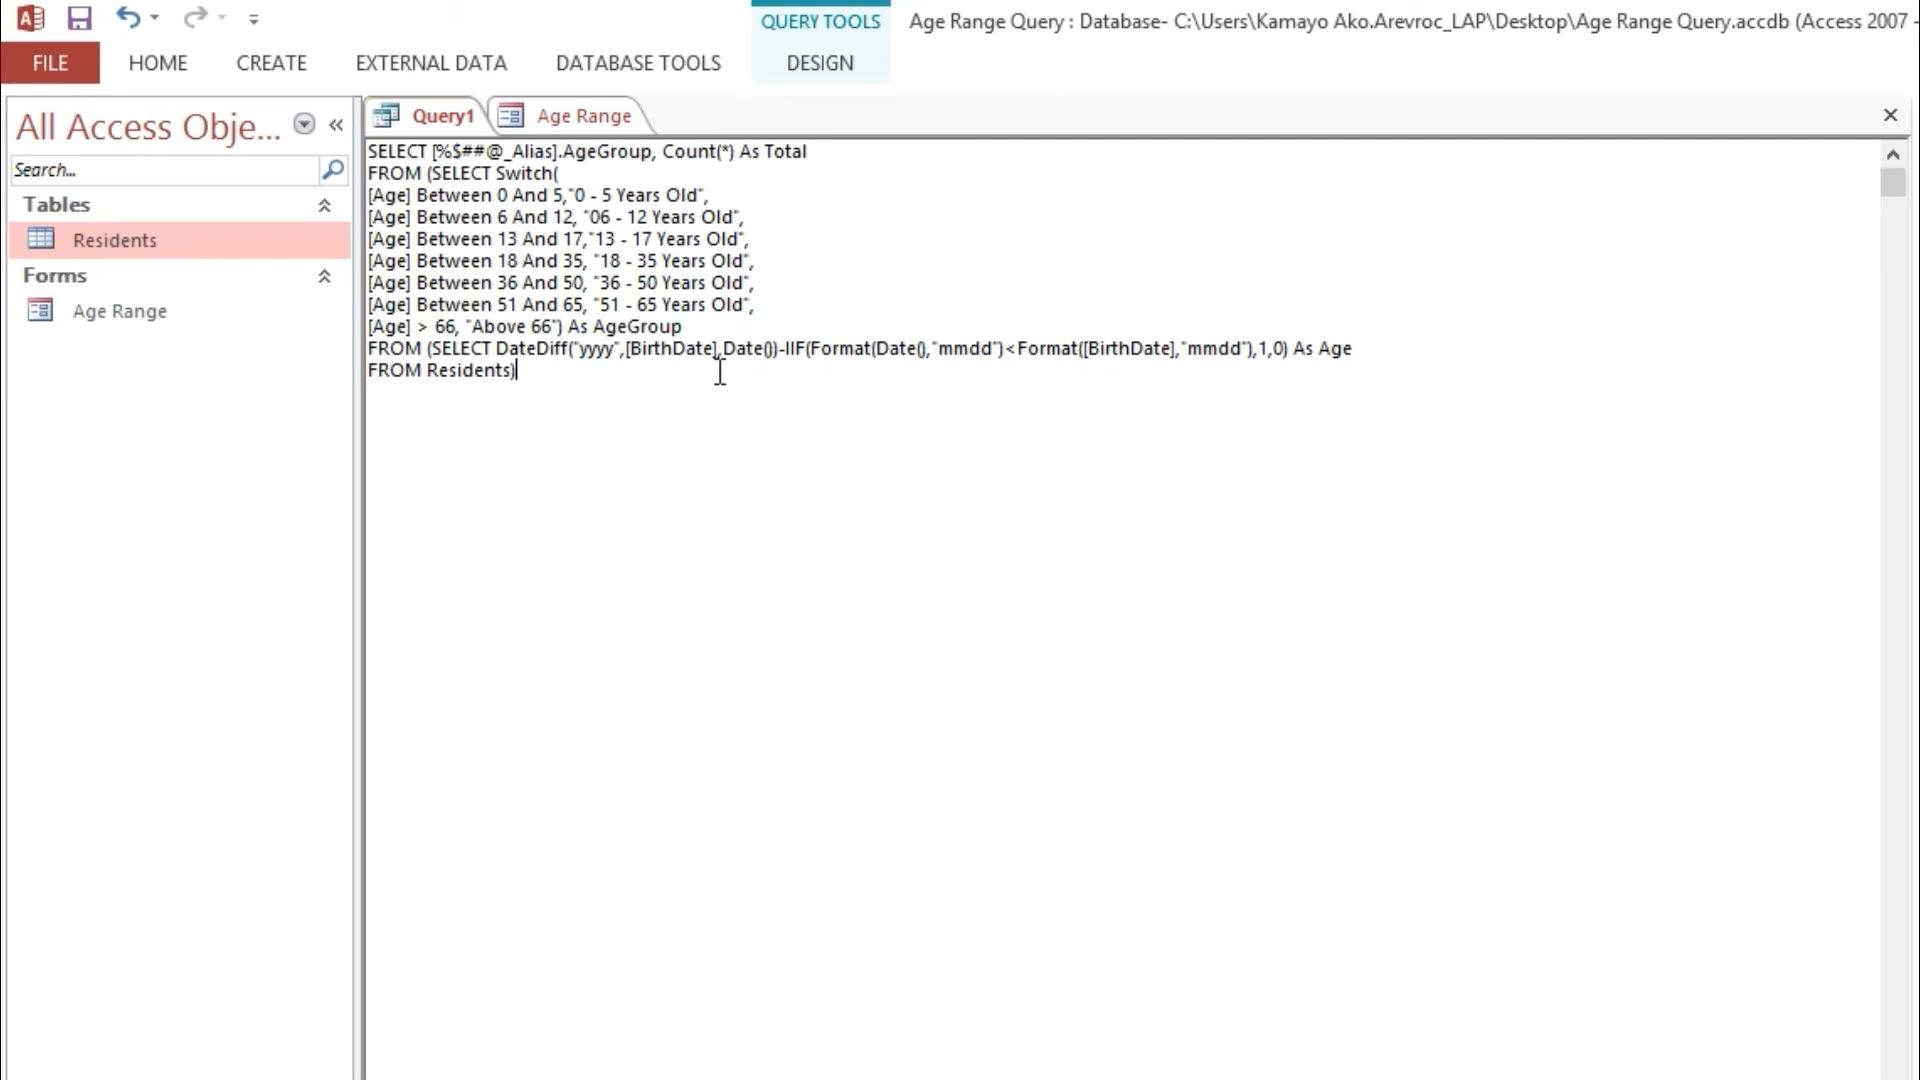 QUERY TOOLS
Age Range Query : Database- C:\Users\Kamayo Ako.Arevroc_LAP\Desktop\Age Range Query.accdb (Access 2007 -
FILE
HOME
CREATE
EXTERNAL DATA
DATABASE TOOLS
DESIGN
All Access Obje...
Search...
Tables
Residents
Forms
Age Range
Query1
Age Range
SELECT [%$##@_Alias].AgeGroup, Count(*) As Total
FROM (SELECT Switch(
[Age] Between 0 And 5,"0 - 5 Years Old",
[Age] Between 6 And 12, "06 - 12 Years Old",
[Age] Between 13 And 17,"13 - 17 Years Old",
[Age] Between 18 And 35, "18 - 35 Years Old",
[Age] Between 36 And 50, "36 - 50 Years Old",
[Age] Between 51 And 65, "51 - 65 Years Old",
[Age] > 66, "Above 66") As AgeGroup
FROM (SELECT DateDiff("yyyy",[BirthDate],Date())-IIF(Format(Date(),"mmdd")<Format([BirthDate],"mmdd"),1,0) As Age
FROM Residents)